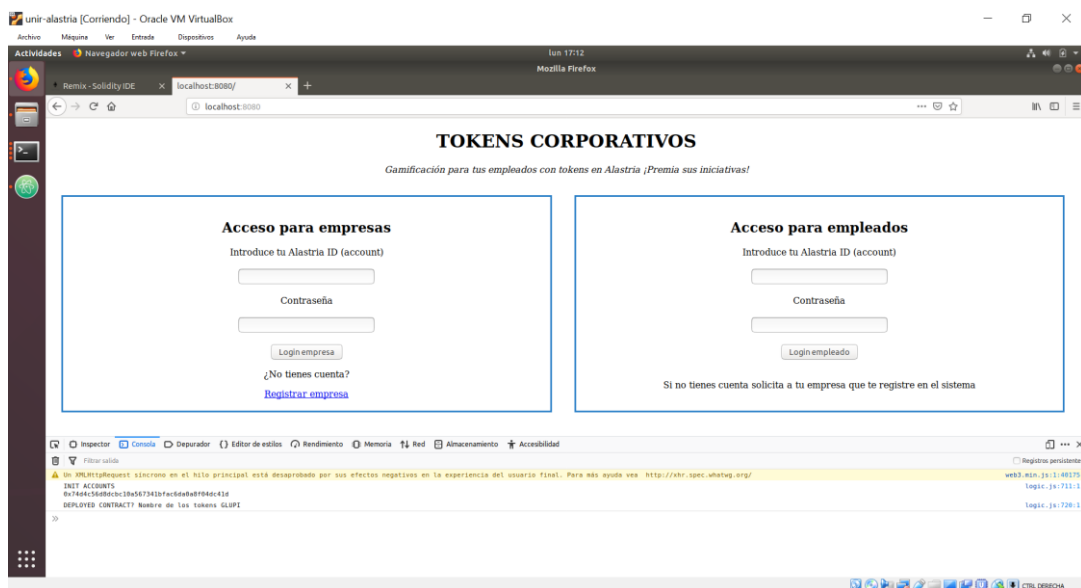 unir-alastria [Corriendo] - Oracle VM VirtualBox
Archivo Máquina Ver Entrada Dispositivos Ayuda
Actividades Navegador web Firefox lun 17:12
Mozilla Firefox
Remix - Solidity IDE localhost:8080/
localhost:8080
TOKENS CORPORATIVOS
Gamificación para tus empleados con tokens en Alastria ¡Premia sus iniciativas!
Acceso para empresas
Introduce tu Alastria ID (account)
Contraseña
Login empresa
¿No tienes cuenta?
Registrar empresa
Acceso para empleados
Introduce tu Alastria ID (account)
Contraseña
Login empleado
Si no tienes cuenta solicita a tu empresa que te registre en el sistema
Inspector Consola Depurador Editor de estilos Rendimiento Memoria Red Almacenamiento Accesibilidad
Filtrar salida Registros persistente
Un XMLHttpRequest síncrono en el hilo principal está desaprobado por sus efectos negativos en la experiencia del usuario final. Para más ayuda vea http://xhr.spec.whatwg.org/ web3.min.js:1:40175
INIT ACCOUNTS logic.js:711:1
DEPLOYED CONTRACT? Nombre de los tokens GLUPI logic.js:720:1
CTRL DERECHA